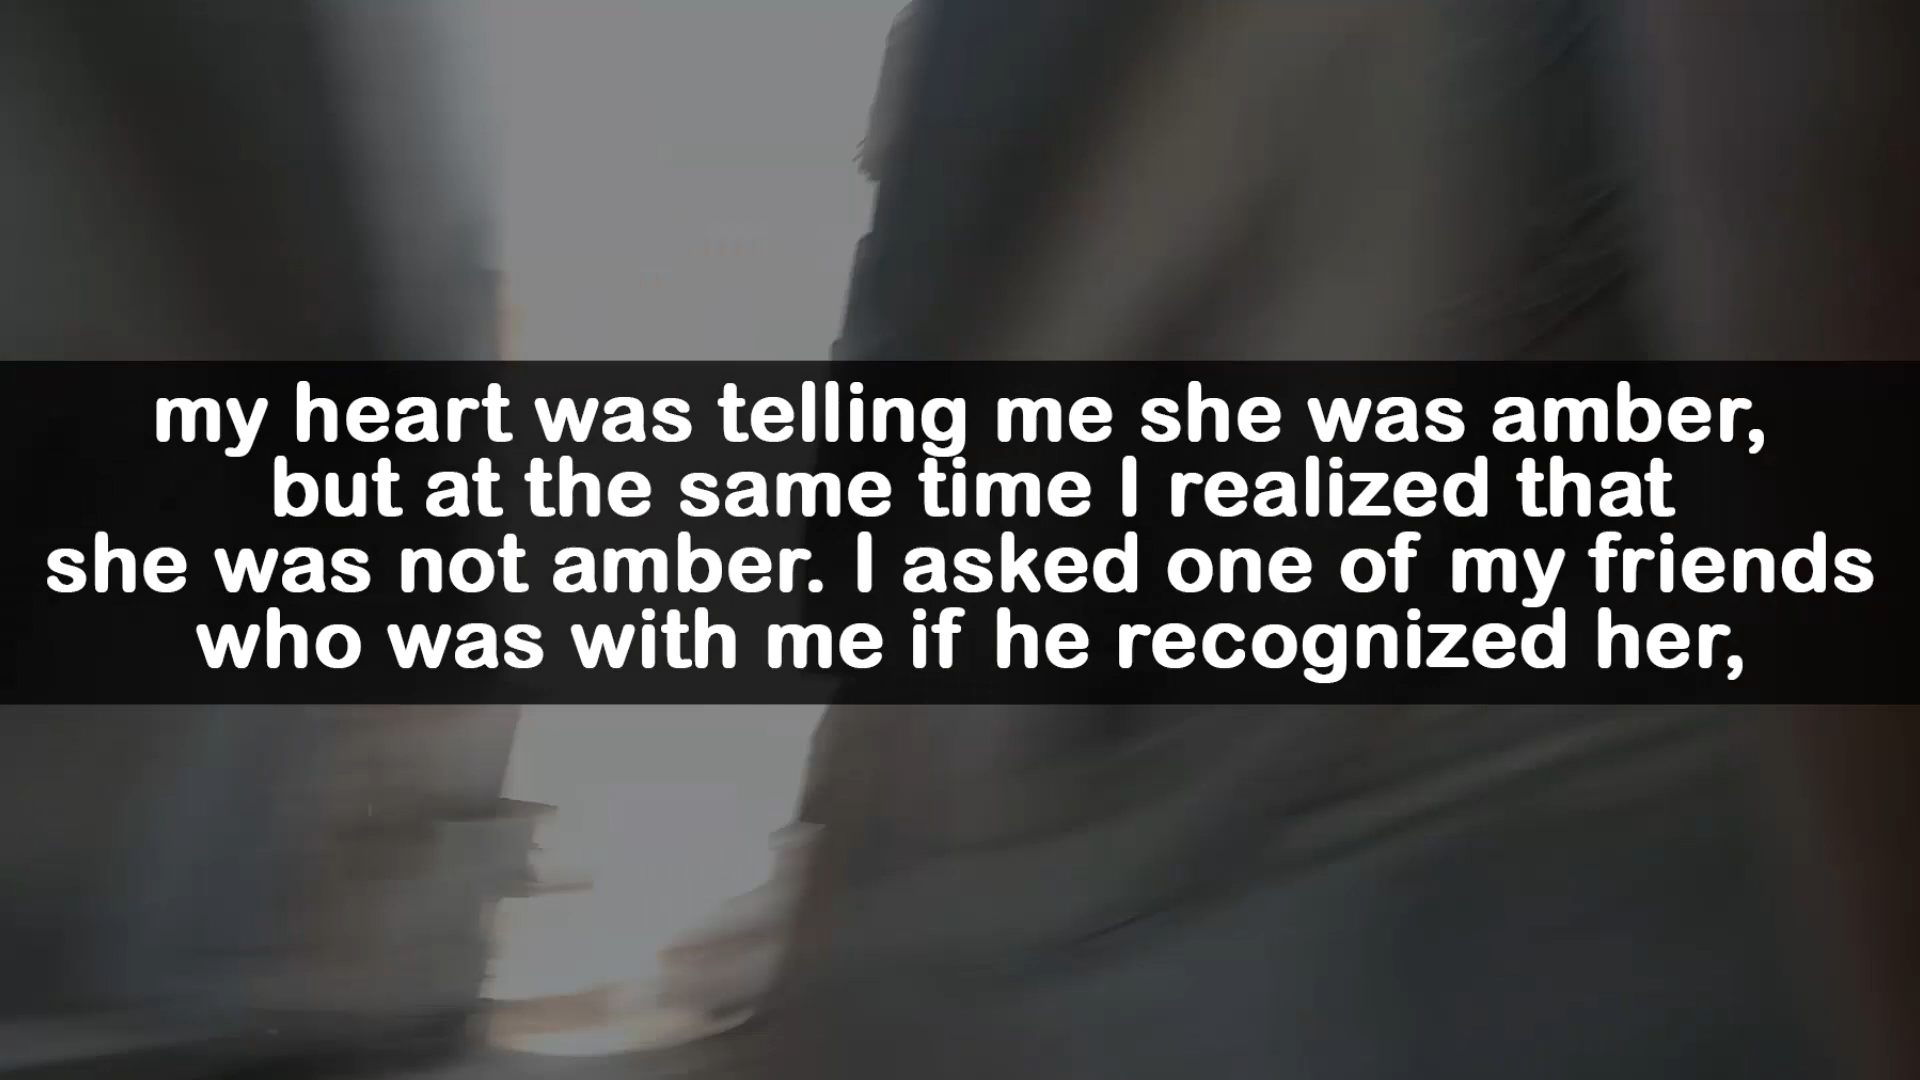 my heart was telling me she was amber,
but at the same time I realized that
she was not amber. I asked one of my friends
who was with me if he recognized her,